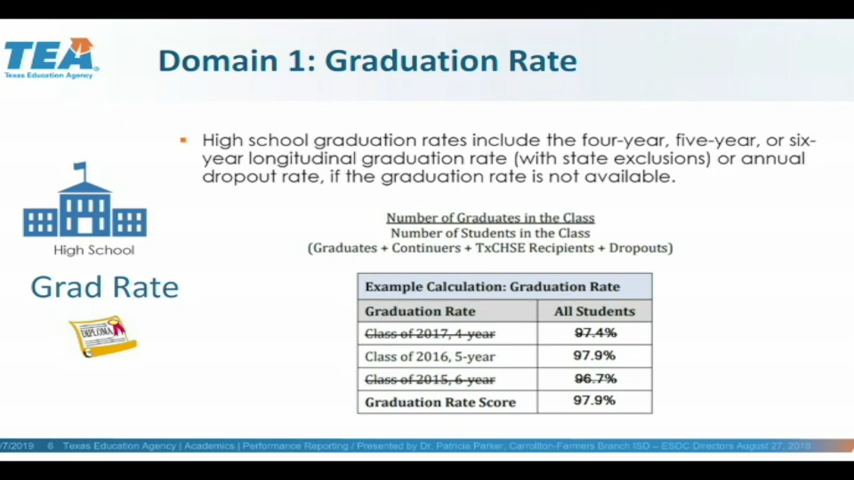 TEA
Texas Education Agency
Domain 1: Graduation Rate
▪ High school graduation rates include the four-year, five-year, or six-
year longitudinal graduation rate (with state exclusions) or annual
dropout rate, if the graduation rate is not available.
High School
Grad Rate
DIPLOMA
Number of Graduates in the Class
Number of Students in the Class
(Graduates + Continuers + TxCHSE Recipients + Dropouts)
Example Calculation: Graduation Rate
Graduation Rate All Students
Class of 2017, 4-year 97.4%
Class of 2016, 5-year 97.9%
Class of 2015, 6-year 96.7%
Graduation Rate Score 97.9%
/7/2019 6 Texas Education Agency | Academics | Performance Reporting / Presented by Dr. Patricia Parker, Carrollton-Farmers Branch ISD – ESDC Directors August 27, 2018